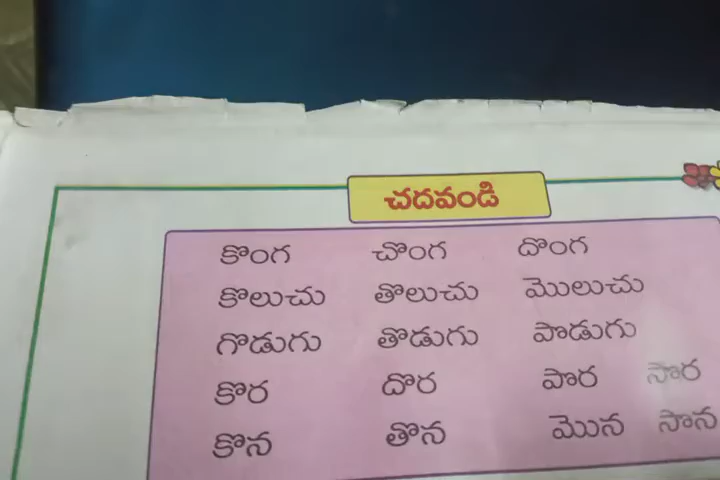 చదవండి
కొంగ చొంగ దొంగ
కొలుచు తొలుచు మొలుచు
గొడుగు తొడుగు పొడుగు
కొర దొర పొర సొర
కొన తొన మొన సొన